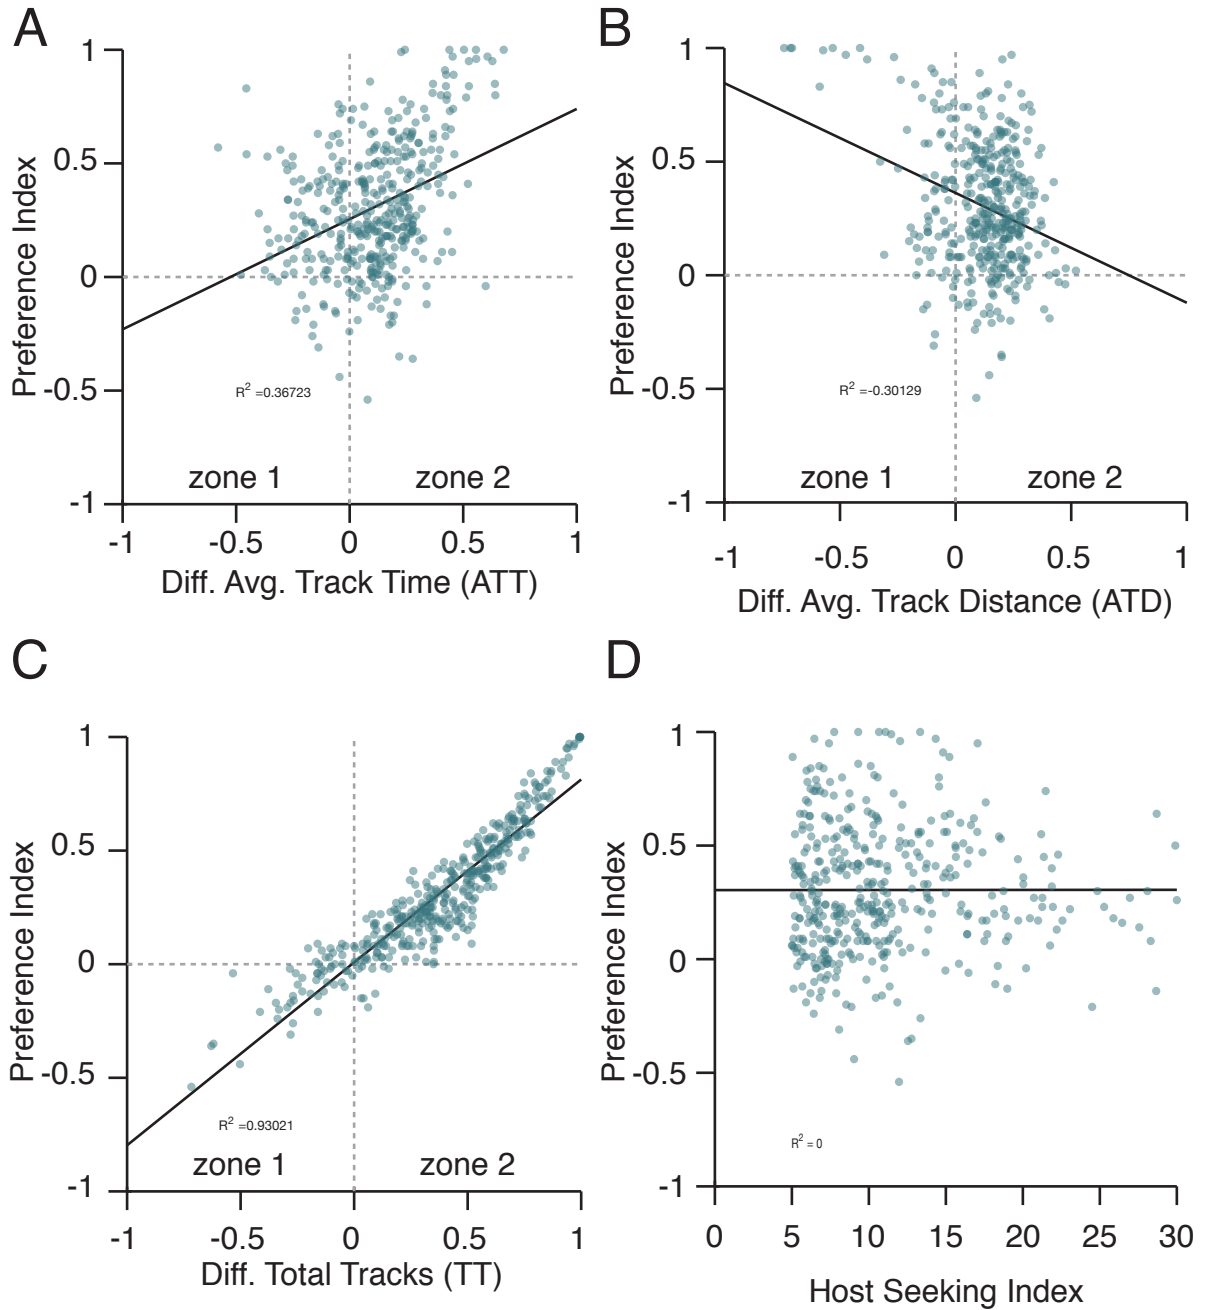 A
1
0.5
0
-0.5
-1
Preference Index
R2 =0.36723
zone 1
zone 2
-1
-0.5
0
0.5
1
Diff. Avg. Track Time (ATT)
B
1
0.5
0
-0.5
-1
Preference Index
R2 =-0.30129
zone 1
zone 2
-1
-0.5
0
0.5
1
Diff. Avg. Track Distance (ATD)
C
1
0.5
0
-0.5
-1
Preference Index
R2 =0.93021
zone 1
zone 2
-1
-0.5
0
0.5
1
Diff. Total Tracks (TT)
D
1
0.5
0
-0.5
-1
Preference Index
R2 = 0
0
5
10
15
20
25
30
Host Seeking Index